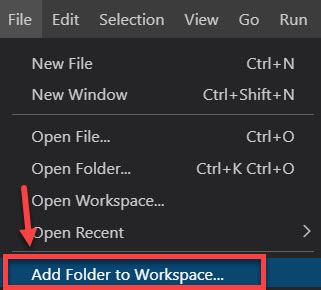 File Edit Selection View Go Run
New File Ctrl+N
New Window Ctrl+Shift+N
Open File... Ctrl+O
Open Folder... Ctrl+K Ctrl+O
Open Workspace...
Open Recent
Add Folder to Workspace...